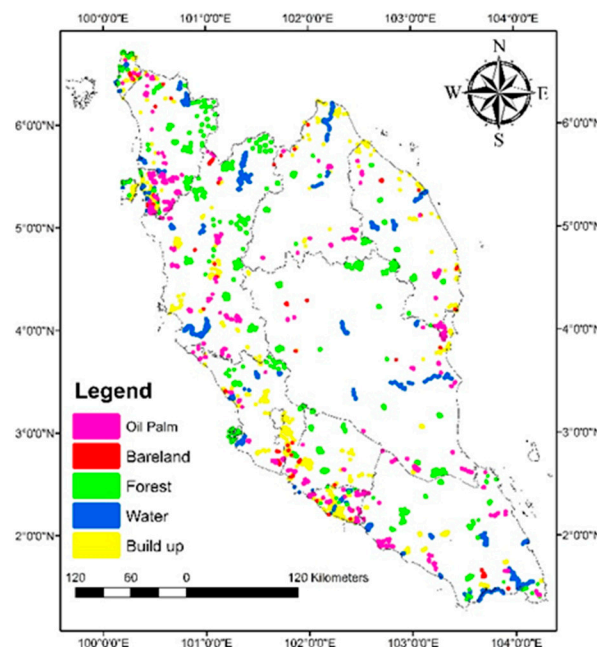 100°0'0"E 101°0'0"E 102°0'0"E 103°0'0"E 104°0'0"E
N
W E
S
6°0'0"N 6°0'0"N
5°0'0"N 5°0'0"N
4°0'0"N 4°0'0"N
3°0'0"N 3°0'0"N
2°0'0"N 2°0'0"N
Legend
Oil Palm
Bareland
Forest
Water
Build up
120 60 0 120 Kilometers
100°0'0"E 101°0'0"E 102°0'0"E 103°0'0"E 104°0'0"E